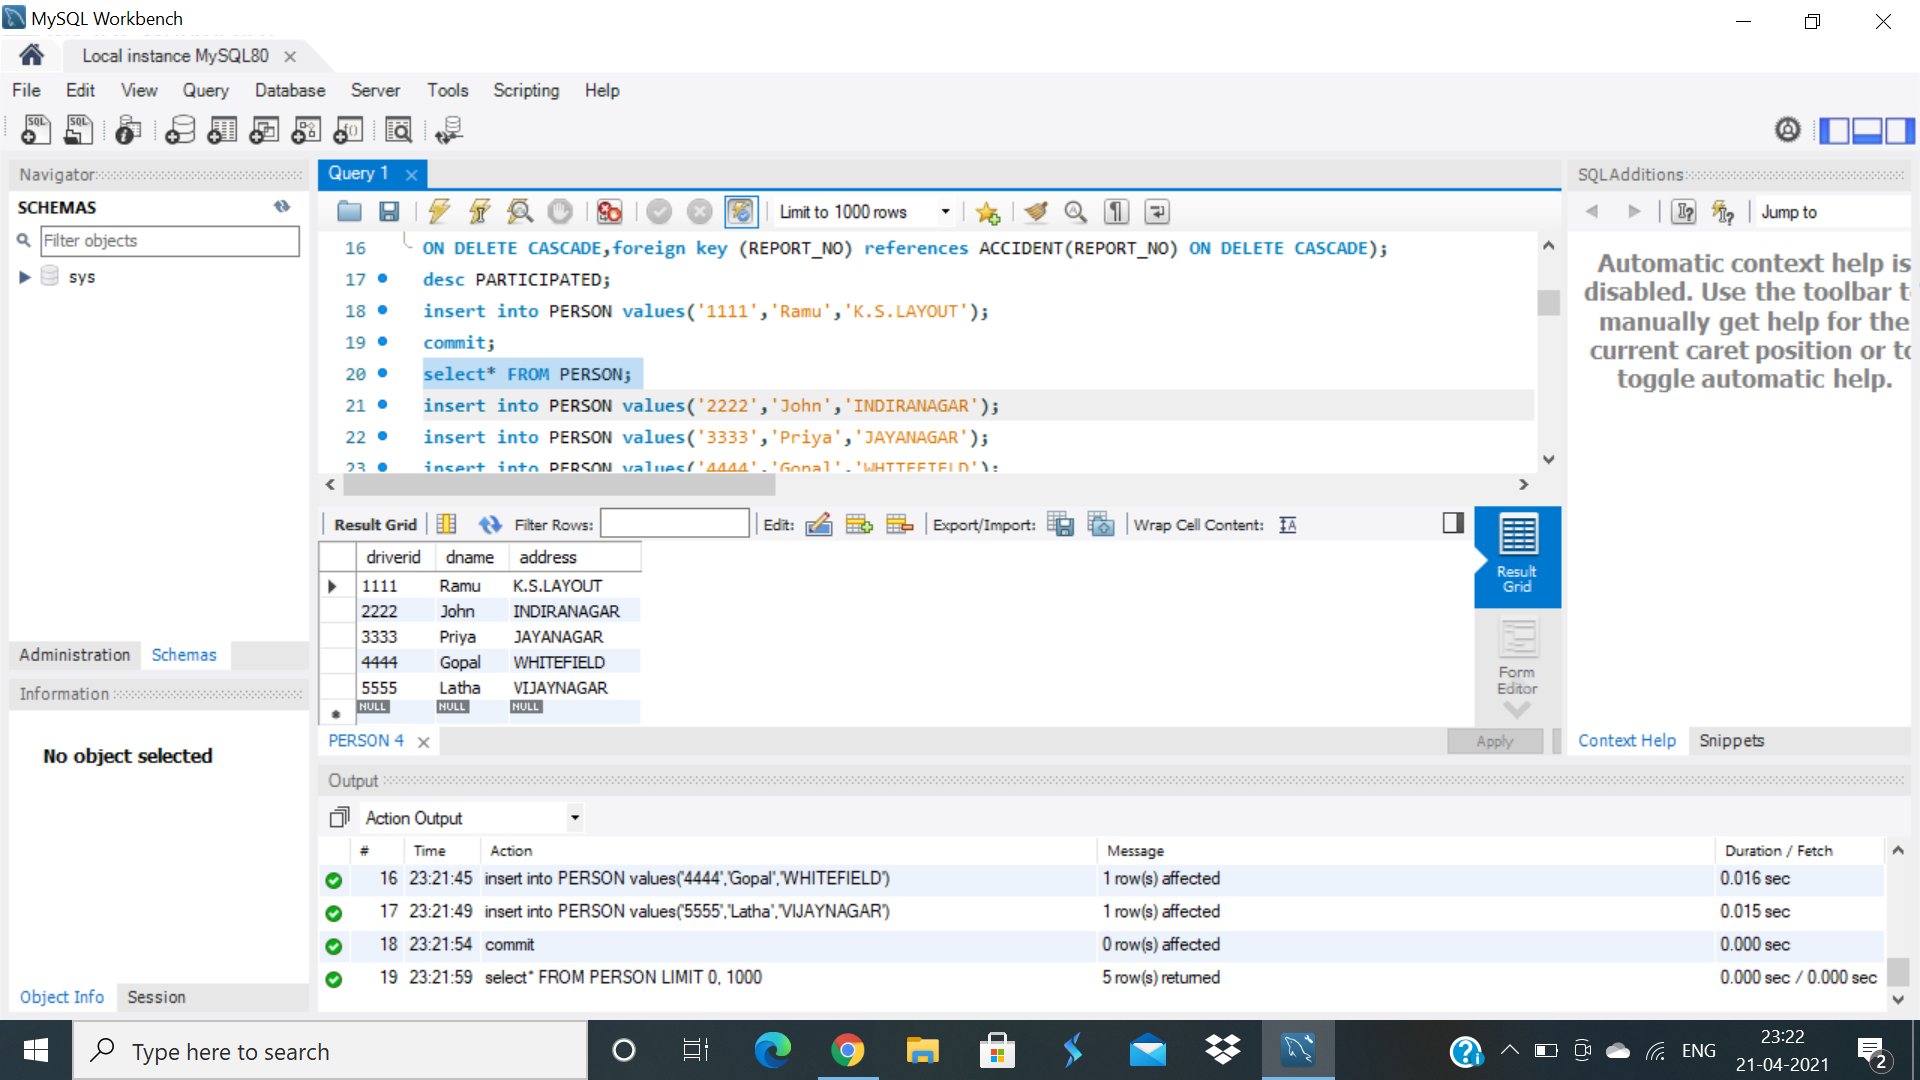 MySQL Workbench
Local instance MySQL80
File Edit View Query Database Server Tools Scripting Help
Navigator
SCHEMAS
Filter objects
sys
Administration Schemas
Information
No object selected
Object Info Session
Query 1
Limit to 1000 rows
16 ON DELETE CASCADE,foreign key (REPORT_NO) references ACCIDENT(REPORT_NO) ON DELETE CASCADE);
17 desc PARTICIPATED;
18 insert into PERSON values('1111','Ramu','K.S.LAYOUT');
19 commit;
20 select* FROM PERSON;
21 insert into PERSON values('2222','John','INDIRANAGAR');
22 insert into PERSON values('3333','Priya','JAYANAGAR');
23 insert into PERSON values('4444','Gopal','WHITEFIELD');
Result Grid Filter Rows: Edit: Export/Import: Wrap Cell Content:
driverid dname address
1111 Ramu K.S.LAYOUT
2222 John INDIRANAGAR
3333 Priya JAYANAGAR
4444 Gopal WHITEFIELD
5555 Latha VIJAYNAGAR
NULL NULL NULL
Result
Grid
Form
Editor
PERSON 4
Apply
SQLAdditions
Jump to
Automatic context help is
disabled. Use the toolbar t
manually get help for the
current caret position or to
toggle automatic help.
Context Help Snippets
Output
Action Output
# Time Action Message Duration / Fetch
16 23:21:45 insert into PERSON values('4444','Gopal','WHITEFIELD') 1 row(s) affected 0.016 sec
17 23:21:49 insert into PERSON values('5555','Latha','VIJAYNAGAR') 1 row(s) affected 0.015 sec
18 23:21:54 commit 0 row(s) affected 0.000 sec
19 23:21:59 select* FROM PERSON LIMIT 0, 1000 5 row(s) returned 0.000 sec / 0.000 sec
Type here to search
ENG
23:22
21-04-2021
2